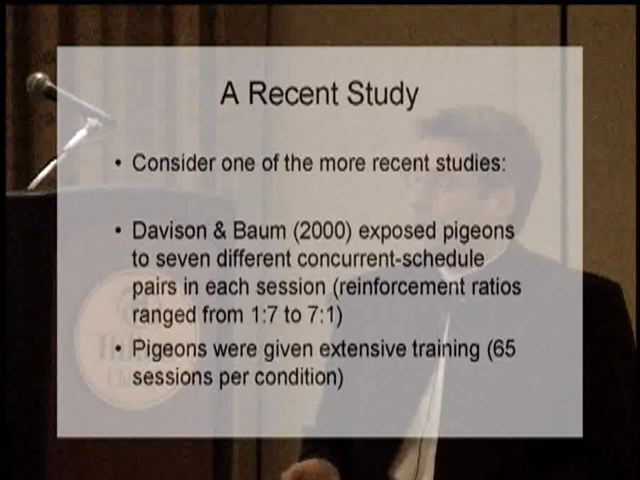 A Recent Study
• Consider one of the more recent studies:
• Davison & Baum (2000) exposed pigeons
to seven different concurrent-schedule
pairs in each session (reinforcement ratios
ranged from 1:7 to 7:1)
• Pigeons were given extensive training (65
sessions per condition)